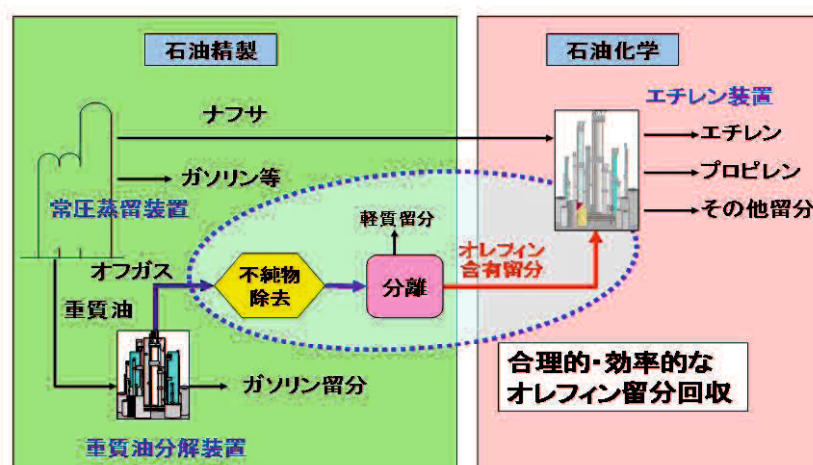 石油精製
石油化学
エチレン装置
ナフサ
エチレン
ガソリン等
プロピレン
常圧蒸留装置
軽質留分
その他留分
オフガス
不純物
除去
分離
オレフィン
含有留分
重質油
ガソリン留分
合理的・効率的な
オレフィン留分回収
重質油分解装置